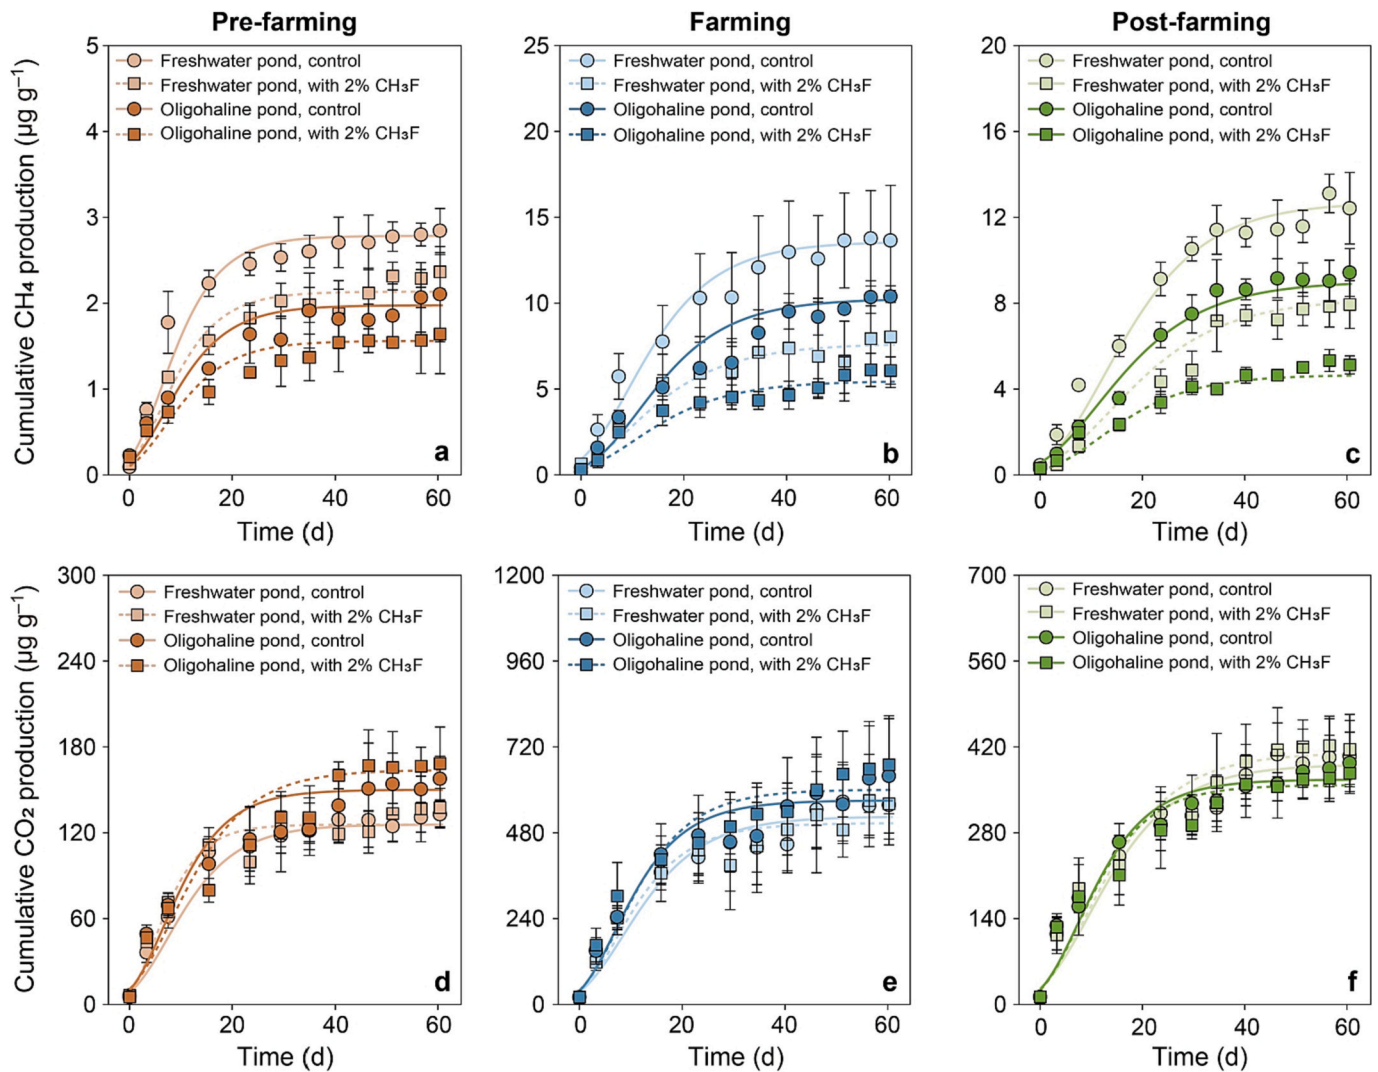 Pre-farming
Farming
Post-farming
Cumulative CH₄ production (µg g⁻¹)
5
4
3
2
1
0
Freshwater pond, control
Freshwater pond, with 2% CH₃F
Oligohaline pond, control
Oligohaline pond, with 2% CH₃F
a
0 20 40 60
Time (d)
25
20
15
10
5
0
Freshwater pond, control
Freshwater pond, with 2% CH₃F
Oligohaline pond, control
Oligohaline pond, with 2% CH₃F
b
0 20 40 60
Time (d)
20
16
12
8
4
0
Freshwater pond, control
Freshwater pond, with 2% CH₃F
Oligohaline pond, control
Oligohaline pond, with 2% CH₃F
c
0 20 40 60
Time (d)
Cumulative CO₂ production (µg g⁻¹)
300
240
180
120
60
0
Freshwater pond, control
Freshwater pond, with 2% CH₃F
Oligohaline pond, control
Oligohaline pond, with 2% CH₃F
d
0 20 40 60
Time (d)
1200
960
720
480
240
0
Freshwater pond, control
Freshwater pond, with 2% CH₃F
Oligohaline pond, control
Oligohaline pond, with 2% CH₃F
e
0 20 40 60
Time (d)
700
560
420
280
140
0
Freshwater pond, control
Freshwater pond, with 2% CH₃F
Oligohaline pond, control
Oligohaline pond, with 2% CH₃F
f
0 20 40 60
Time (d)